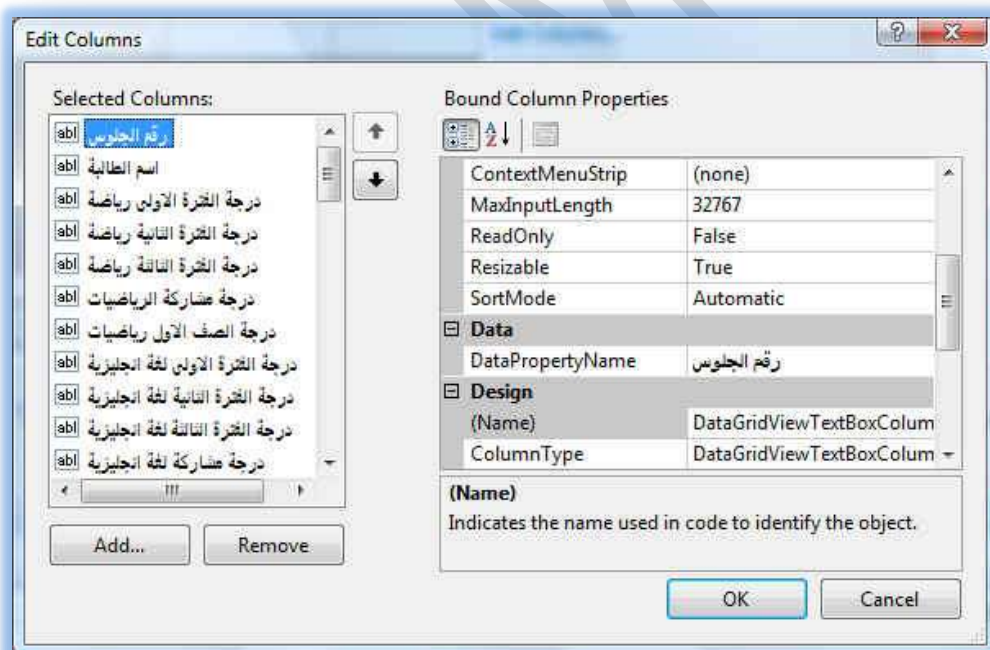 Edit Columns
Selected Columns:
رقم الجلوس
اسم الطالبة
درجة الفترة الاولى رياضة
درجة الفترة الثانية رياضة
درجة الفترة الثالثة رياضة
درجة مشاركة الرياضيات
درجة الصف الاول رياضيات
درجة الفترة الاولى لغة انجليزية
درجة الفترة الثانية لغة انجليزية
درجة الفترة الثالثة لغة انجليزية
درجة مشاركة لغة انجليزية
Add...
Remove
Bound Column Properties
ContextMenuStrip (none)
MaxInputLength 32767
ReadOnly False
Resizable True
SortMode Automatic
Data
DataPropertyName رقم الجلوس
Design
(Name) DataGridViewTextBoxColum
ColumnType DataGridViewTextBoxColum
(Name)
Indicates the name used in code to identify the object.
OK
Cancel